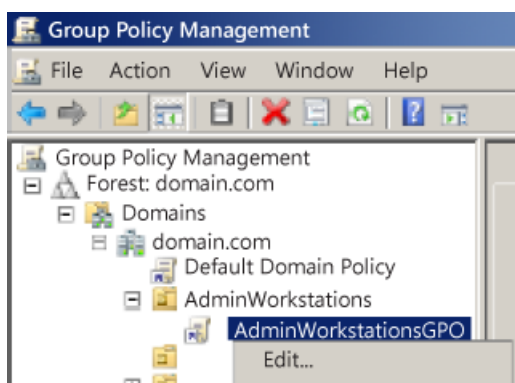 Group Policy Management
File Action View Window Help
Group Policy Management
Forest: domain.com
Domains
domain.com
Default Domain Policy
AdminWorkstations
AdminWorkstationsGPO
Edit...